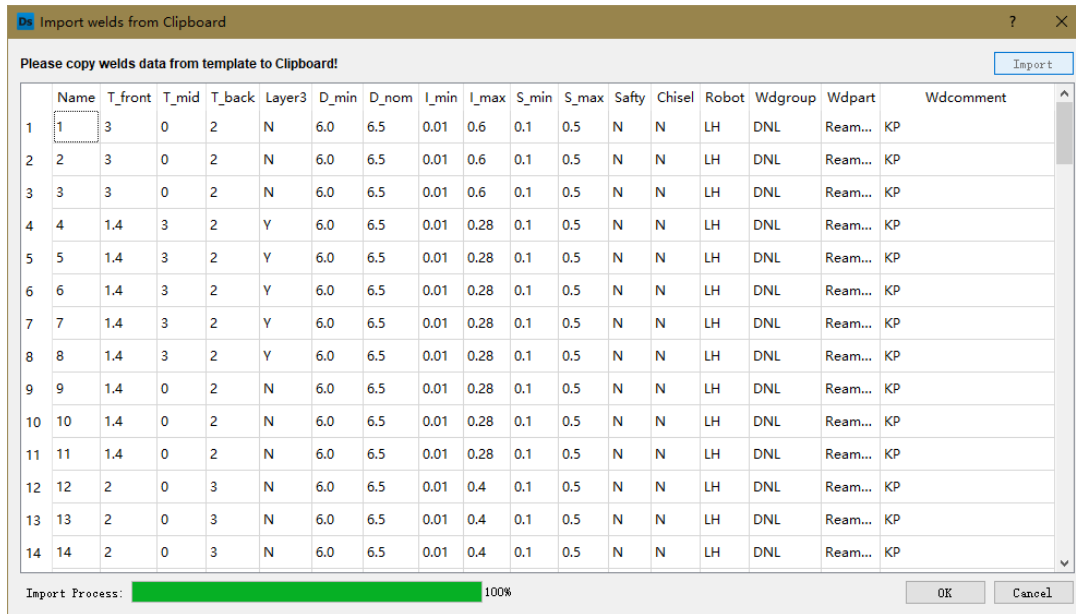 Ds Import welds from Clipboard ?
Please copy welds data from template to Clipboard! Import
Name T_front T_mid T_back Layer3 D_min D_nom I_min I_max S_min S_max Safty Chisel Robot Wdgroup Wdpart Wdcomment
1 1 3 0 2 N 6.0 6.5 0.01 0.6 0.1 0.5 N N LH DNL Ream... KP
2 2 3 0 2 N 6.0 6.5 0.01 0.6 0.1 0.5 N N LH DNL Ream... KP
3 3 3 0 2 N 6.0 6.5 0.01 0.6 0.1 0.5 N N LH DNL Ream... KP
4 4 1.4 3 2 Y 6.0 6.5 0.01 0.28 0.1 0.5 N N LH DNL Ream... KP
5 5 1.4 3 2 Y 6.0 6.5 0.01 0.28 0.1 0.5 N N LH DNL Ream... KP
6 6 1.4 3 2 Y 6.0 6.5 0.01 0.28 0.1 0.5 N N LH DNL Ream... KP
7 7 1.4 3 2 Y 6.0 6.5 0.01 0.28 0.1 0.5 N N LH DNL Ream... KP
8 8 1.4 3 2 Y 6.0 6.5 0.01 0.28 0.1 0.5 N N LH DNL Ream... KP
9 9 1.4 0 2 N 6.0 6.5 0.01 0.28 0.1 0.5 N N LH DNL Ream... KP
10 10 1.4 0 2 N 6.0 6.5 0.01 0.28 0.1 0.5 N N LH DNL Ream... KP
11 11 1.4 0 2 N 6.0 6.5 0.01 0.28 0.1 0.5 N N LH DNL Ream... KP
12 12 2 0 3 N 6.0 6.5 0.01 0.4 0.1 0.5 N N LH DNL Ream... KP
13 13 2 0 3 N 6.0 6.5 0.01 0.4 0.1 0.5 N N LH DNL Ream... KP
14 14 2 0 3 N 6.0 6.5 0.01 0.4 0.1 0.5 N N LH DNL Ream... KP
Import Process: 100% OK Cancel